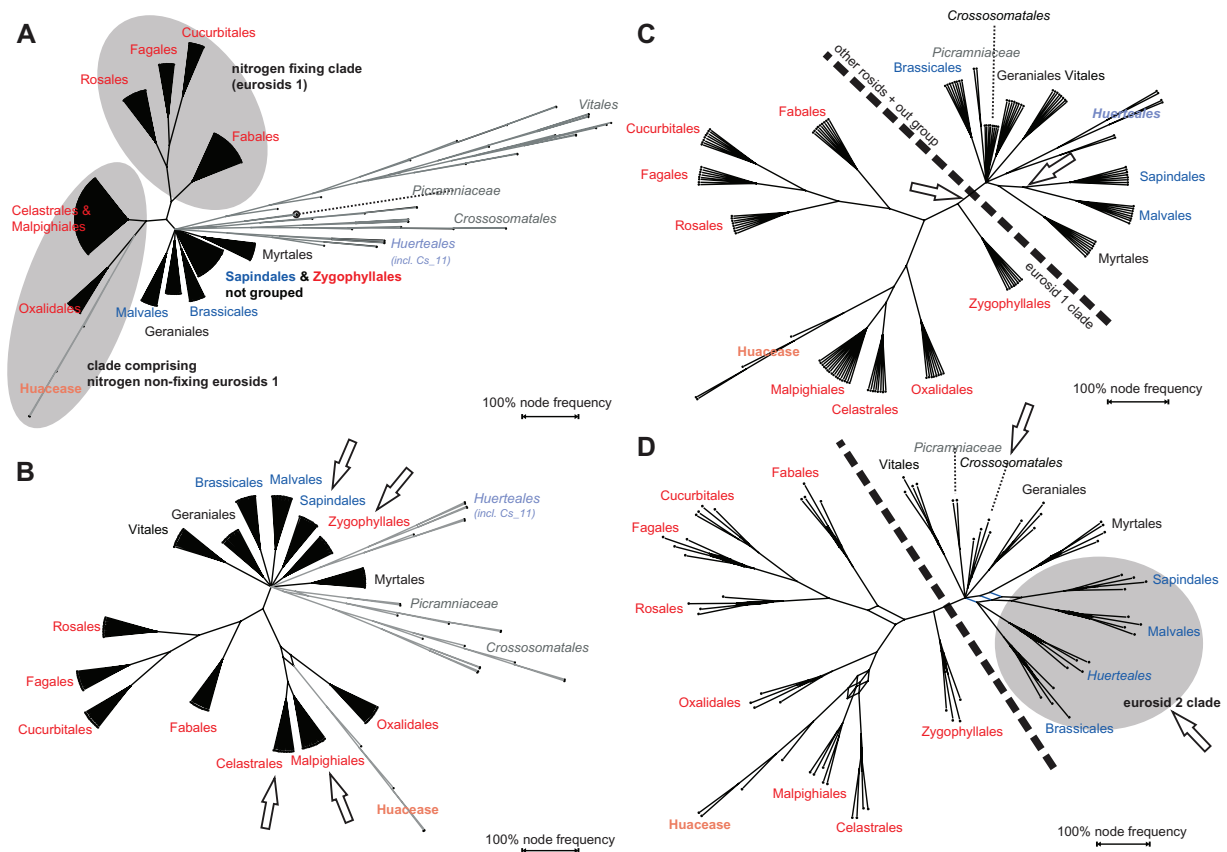 A
Cucurbitales
Fagales
nitrogen fixing clade
(eurosids 1)
Rosales
Fabales
Vitales
Picramniaceae
Celastrales &
Malpighiales
Crossosomatales
Huerteales
(incl. Cs_11)
Myrtales
Sapindales & Zygophyllales
not grouped
Oxalidales
Malvales
Brassicales
Geraniales
clade comprising
nitrogen non-fixing eurosids 1
Huacease
100% node frequency
B
Brassicales
Malvales
Sapindales
Zygophyllales
Geraniales
Vitales
Huerteales
(incl. Cs_11)
Myrtales
Picramniaceae
Crossosomatales
Rosales
Fagales
Cucurbitales
Fabales
Oxalidales
Celastrales
Malpighiales
Huacease
100% node frequency
C
Crossosomatales
Picramniaceae
Brassicales
Geraniales Vitales
other rosids + out group
Huerteales
Fabales
Cucurbitales
Fagales
Rosales
Sapindales
Malvales
Myrtales
Zygophyllales
eurosid 1 clade
Huacease
Malpighiales
Celastrales
Oxalidales
100% node frequency
D
Picramniaceae
Crossosomatales
Vitales
Geraniales
Fabales
Cucurbitales
Fagales
Myrtales
Sapindales
Rosales
Malvales
Huerteales
eurosid 2 clade
Brassicales
Oxalidales
Zygophyllales
Malpighiales
Celastrales
Huacease
100% node frequency